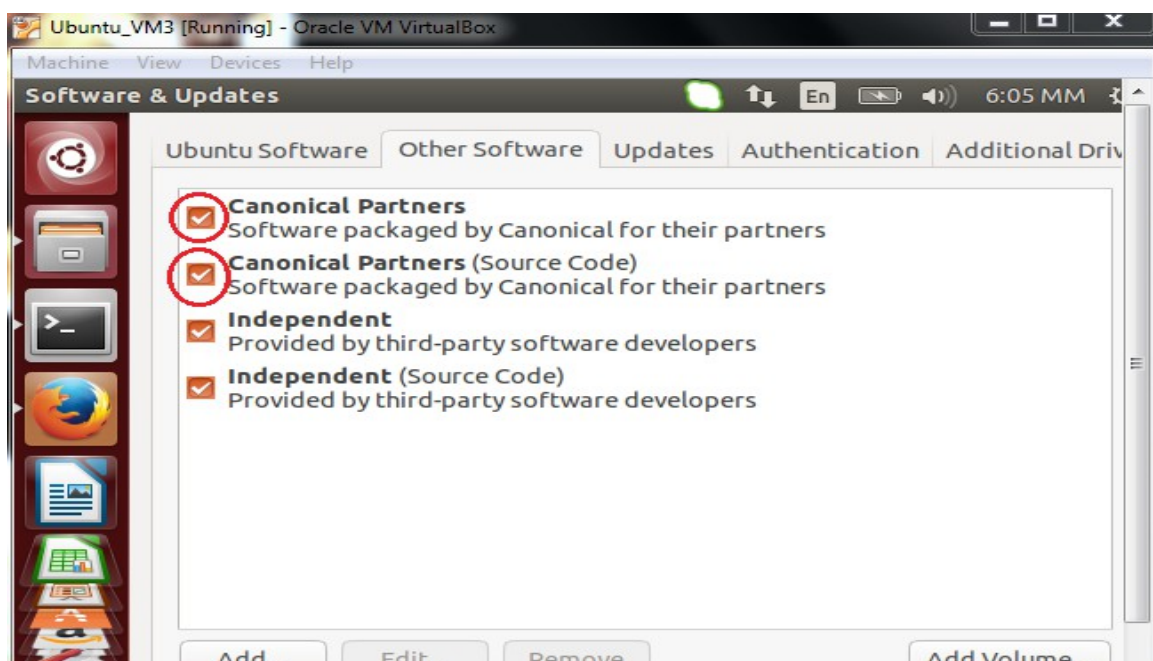 Ubuntu_VM3 [Running] - Oracle VM VirtualBox
Machine View Devices Help
Software & Updates En 6:05 MM
Ubuntu Software Other Software Updates Authentication Additional Driv
Canonical Partners
Software packaged by Canonical for their partners
Canonical Partners (Source Code)
Software packaged by Canonical for their partners
Independent
Provided by third-party software developers
Independent (Source Code)
Provided by third-party software developers
Add... Edit... Remove Add Volume...